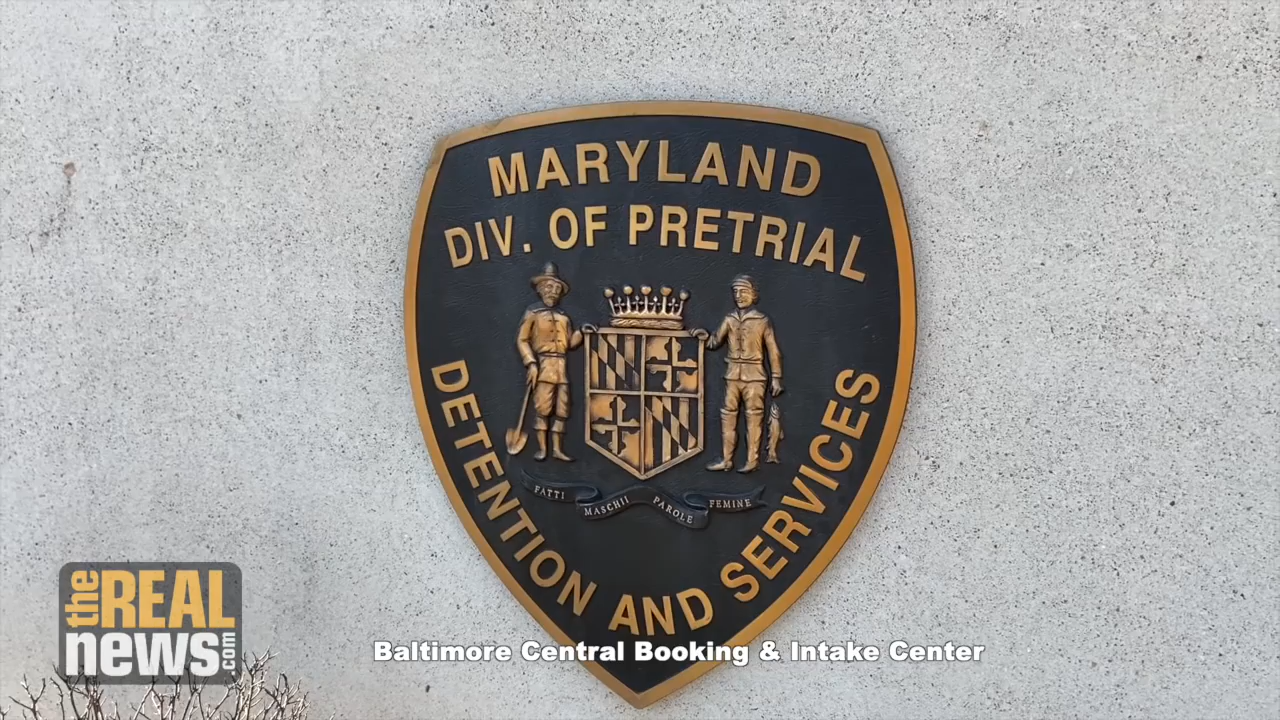 MARYLAND
DIV. OF PRETRIAL
FATTI MASCHII PAROLE FEMINE
DETENTION AND SERVICES
the REAL
news.com
Baltimore Central Booking & Intake Center